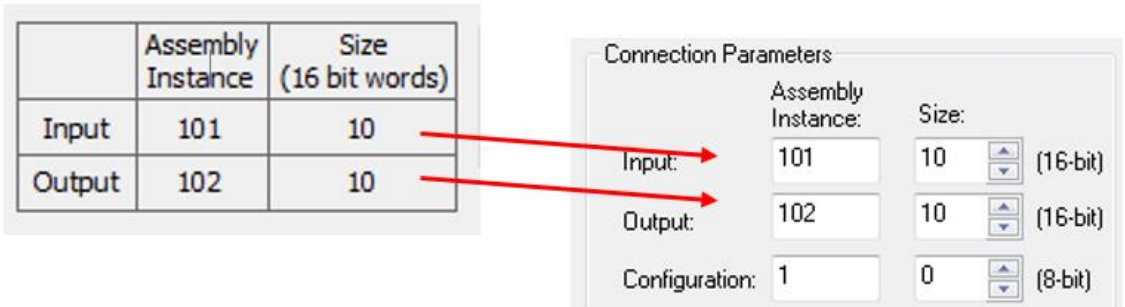 Assembly Instance
Size (16 bit words)
Input 101 10
Output 102 10
Connection Parameters
Assembly Instance:
Size:
Input: 101 10 (16-bit)
Output: 102 10 (16-bit)
Configuration: 1 0 (8-bit)